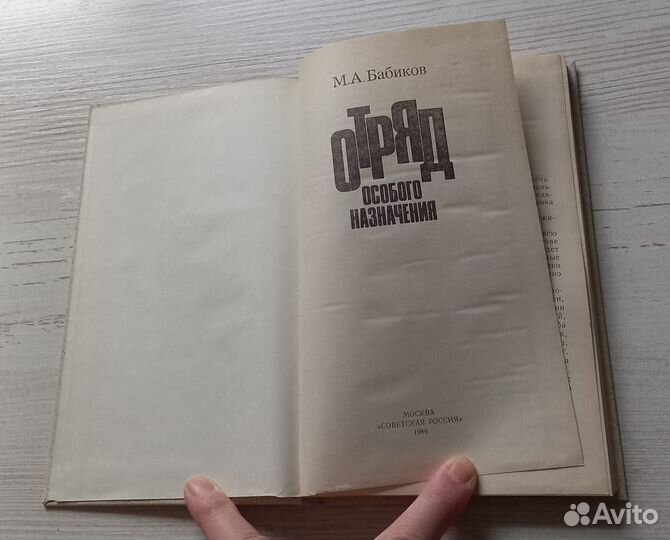 М.А.Бабиков
ОТРЯД
ОСОБОГО
НАЗНАЧЕНИЯ
МОСКВА
«СОВЕТСКАЯ РОССИЯ»
1986
Avito